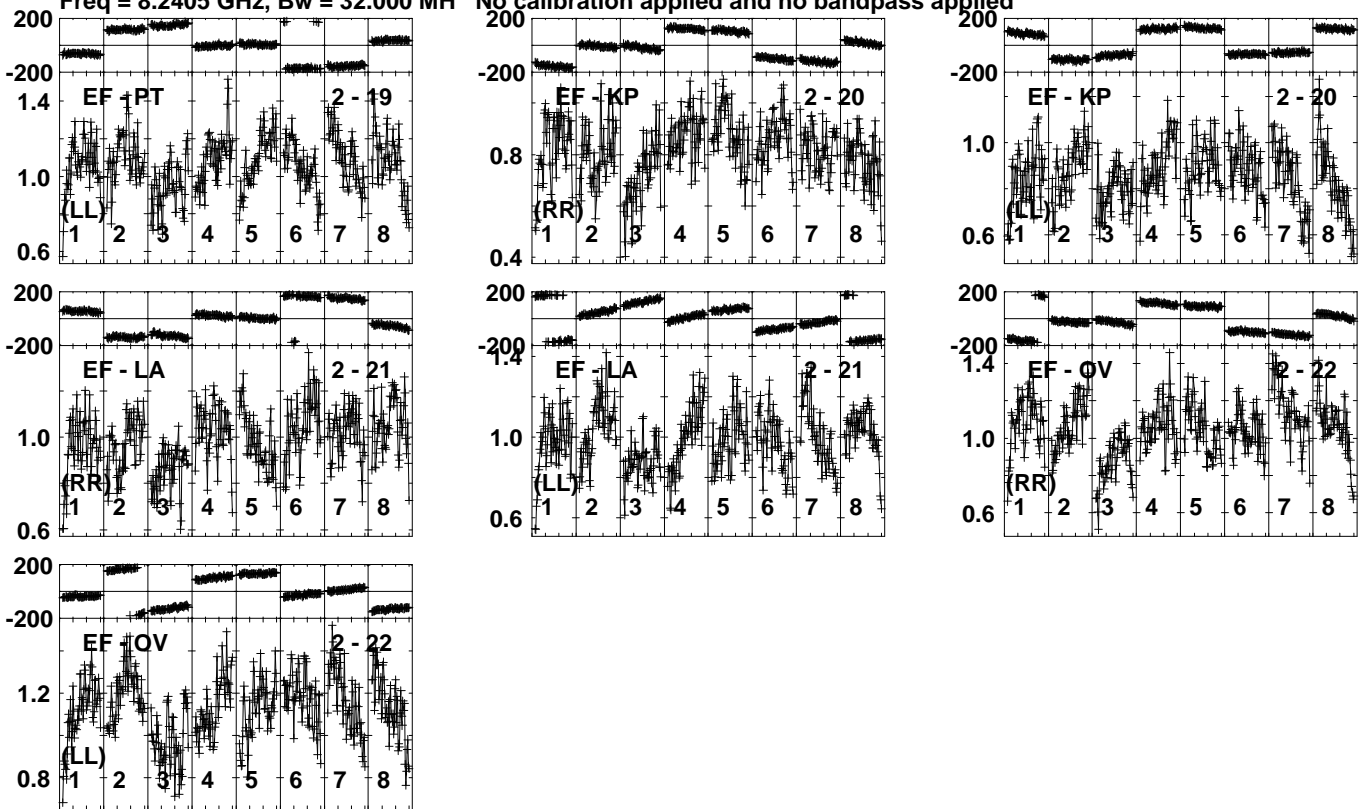 Freq = 8.2405 GHz, Bw = 32.000 MH No calibration applied and no bandpass applied
200
-200
EF - PT 2 - 19
1.4
1.0
0.6
(LL)
1 2 3 4 5 6 7 8
EF - KP 2 - 20
0.8
0.4
(RR)
1 2 3 4 5 6 7 8
200
-200
EF - KP 2 - 20
1.0
0.6
(LL)
1 2 3 4 5 6 7 8
200
-200
EF - LA 2 - 21
1.0
0.6
(RR)
1 2 3 4 5 6 7 8
200
-200
1.4
EF - LA 2 - 21
1.0
0.6
(LL)
1 2 3 4 5 6 7 8
200
-200
1.4
EF - OV 2 - 22
1.0
0.6
(RR)
1 2 3 4 5 6 7 8
200
-200
EF - OV 2 - 22
1.2
0.8
(LL)
1 2 3 4 5 6 7 8